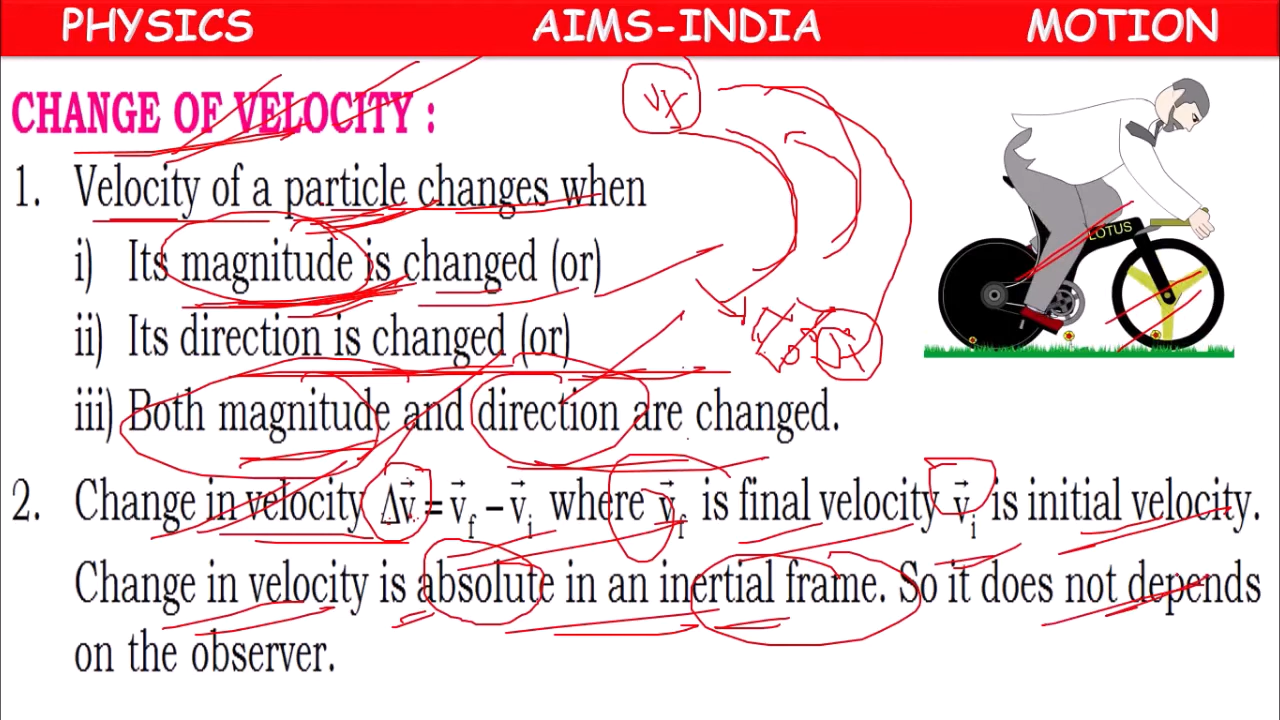 PHYSICS AIMS-INDIA MOTION
CHANGE OF VELOCITY :
1. Velocity of a particle changes when
i) Its magnitude is changed (or)
ii) Its direction is changed (or)
iii) Both magnitude and direction are changed.
2. Change in velocity Δv⃗ = v⃗f − v⃗i where v⃗f is final velocity v⃗i is initial velocity.
Change in velocity is absolute in an inertial frame. So it does not depends
on the observer.
LOTUS